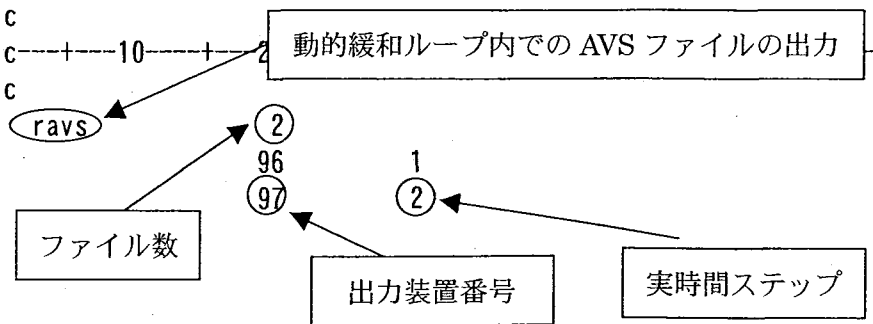 c
c----+---10----+---2
動的緩和ループ内での AVS ファイルの出力
c
ravs
2
96 1
97 2
ファイル数
出力装置番号
実時間ステップ